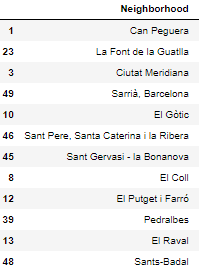 Neighborhood
1 Can Peguera
23 La Font de la Guatlla
3 Ciutat Meridiana
49 Sarrià, Barcelona
10 El Gòtic
46 Sant Pere, Santa Caterina i la Ribera
45 Sant Gervasi - la Bonanova
8 El Coll
12 El Putget i Farró
39 Pedralbes
13 El Raval
48 Sants-Badal